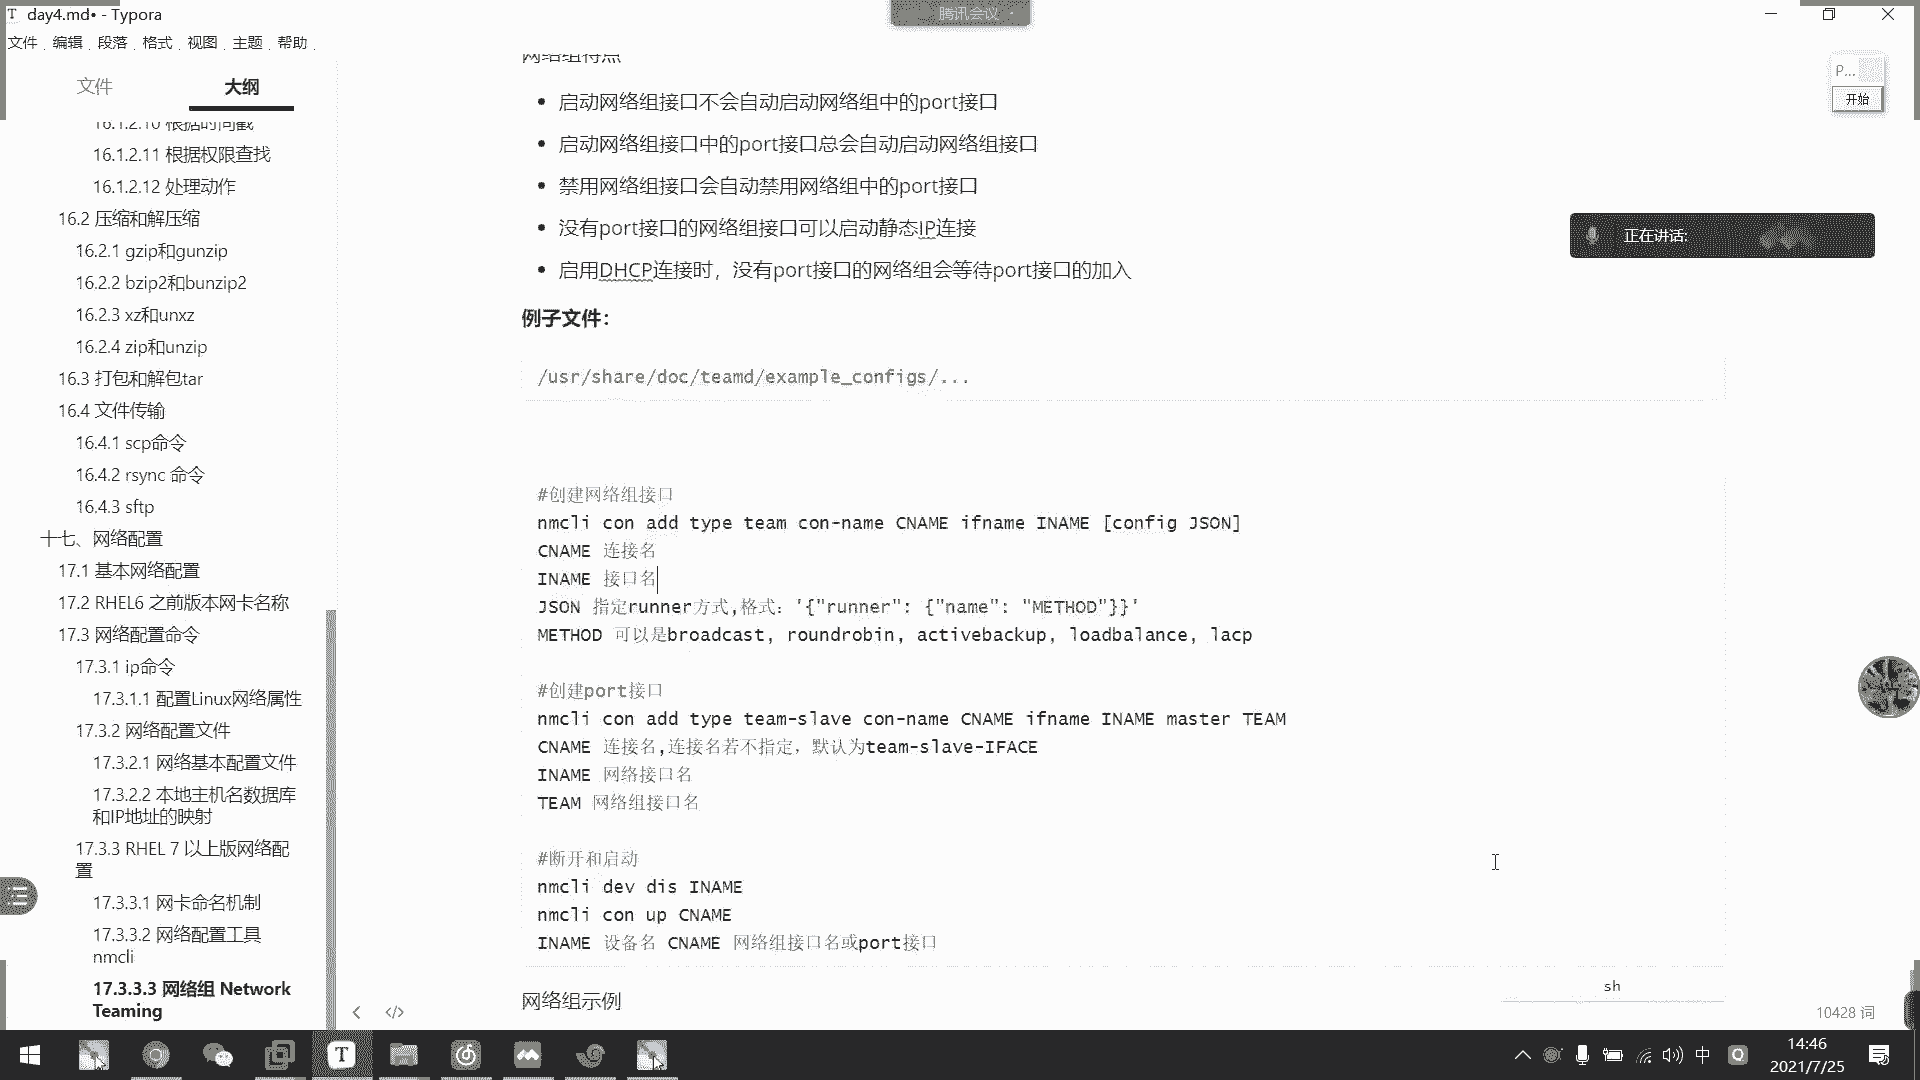 day4.md• - Typora
腾讯会议
文件 编辑 段落 格式 视图 主题 帮助
文件
大纲
16.1.2.10 根据时间戳
16.1.2.11 根据权限查找
16.1.2.12 处理动作
16.2 压缩和解压缩
16.2.1 gzip和gunzip
16.2.2 bzip2和bunzip2
16.2.3 xz和unxz
16.2.4 zip和unzip
16.3 打包和解包tar
16.4 文件传输
16.4.1 scp命令
16.4.2 rsync 命令
16.4.3 sftp
十七、网络配置
17.1 基本网络配置
17.2 RHEL6 之前版本网卡名称
17.3 网络配置命令
17.3.1 ip命令
17.3.1.1 配置Linux网络属性
17.3.2 网络配置文件
17.3.2.1 网络基本配置文件
17.3.2.2 本地主机名数据库
和IP地址的映射
17.3.3 RHEL 7 以上版网络配
置
17.3.3.1 网卡命名机制
17.3.3.2 网络配置工具
nmcli
17.3.3.3 网络组 Network
Teaming
网络组特点
• 启动网络组接口不会自动启动网络组中的port接口
• 启动网络组接口中的port接口总会自动启动网络组接口
• 禁用网络组接口会自动禁用网络组中的port接口
• 没有port接口的网络组接口可以启动静态IP连接
• 启用DHCP连接时，没有port接口的网络组会等待port接口的加入
例子文件：
/usr/share/doc/teamd/example_configs/...
#创建网络组接口
nmcli con add type team con-name CNAME ifname INAME [config JSON]
CNAME 连接名
INAME 接口名
JSON 指定runner方式,格式：'{"runner": {"name": "METHOD"}}'
METHOD 可以是broadcast, roundrobin, activebackup, loadbalance, lacp
#创建port接口
nmcli con add type team-slave con-name CNAME ifname INAME master TEAM
CNAME 连接名,连接名若不指定，默认为team-slave-IFACE
INAME 网络接口名
TEAM 网络组接口名
#断开和启动
nmcli dev dis INAME
nmcli con up CNAME
INAME 设备名 CNAME 网络组接口名或port接口
sh
网络组示例
10428 词
P...
开始
正在讲话:
中
14:46
2021/7/25